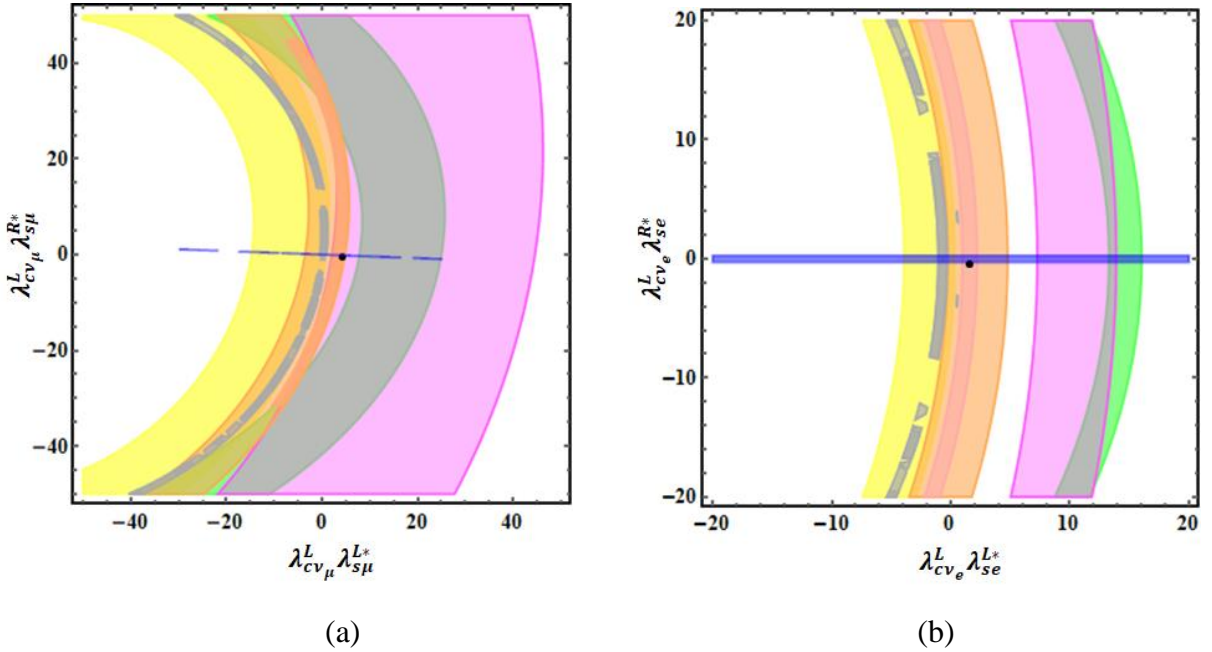 40
20
0
−20
−40
−40 −20 0 20 40
λ^L_{cν_μ} λ^{R*}_{sμ}
λ^L_{cν_μ} λ^{L*}_{sμ}
(a)
20
10
0
−10
−20
−20 −10 0 10 20
λ^L_{cν_e} λ^{R*}_{se}
λ^L_{cν_e} λ^{L*}_{se}
(b)